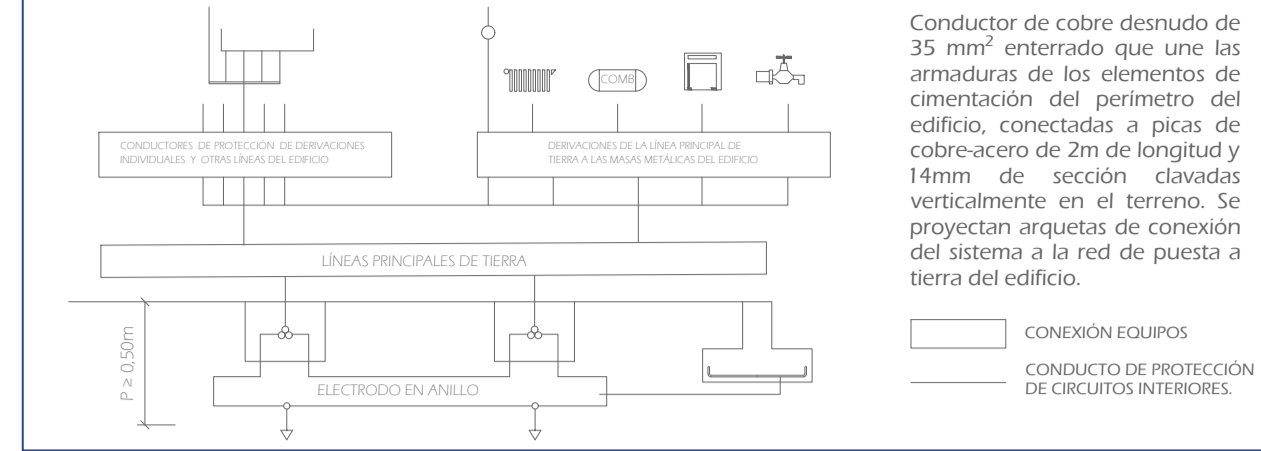 Conductor de cobre desnudo de
35 mm² enterrado que une las
armaduras de los elementos de
cimentación del perímetro del
edificio, conectadas a picas de
cobre-acero de 2m de longitud y
14mm de sección clavadas
verticalmente en el terreno. Se
proyectan arquetas de conexión
del sistema a la red de puesta a
tierra del edificio.
COMB
CONDUCTORES DE PROTECCIÓN DE DERIVACIONES
INDIVIDUALES Y OTRAS LÍNEAS DEL EDIFICIO
DERIVACIONES DE LA LÍNEA PRINCIPAL DE
TIERRA A LAS MASAS METÁLICAS DEL EDIFICIO
LÍNEAS PRINCIPALES DE TIERRA
P ≥ 0,50m
ELECTRODO EN ANILLO
CONEXIÓN EQUIPOS
CONDUCTO DE PROTECCIÓN
DE CIRCUITOS INTERIORES.